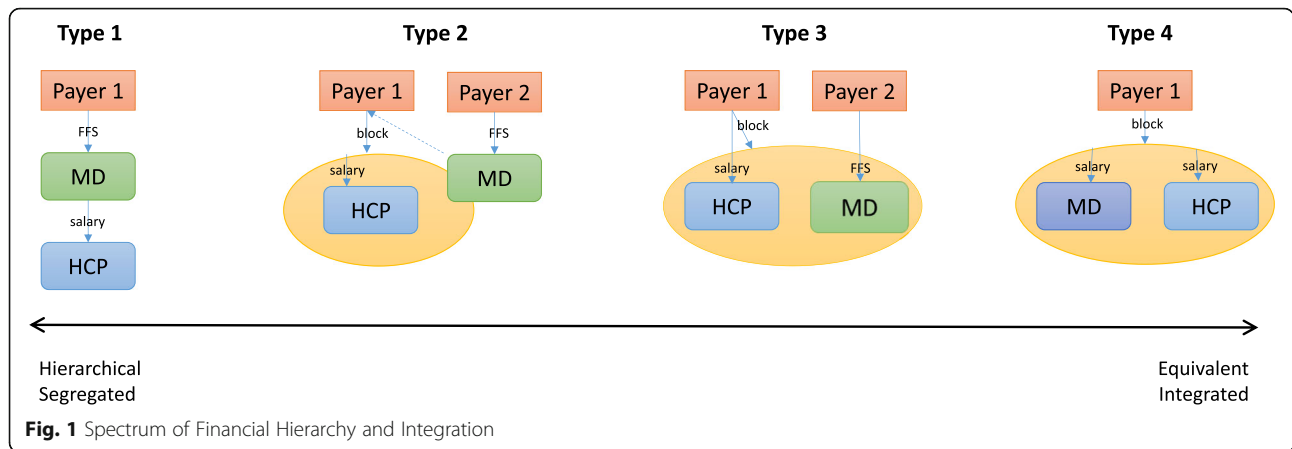 Type 1
Type 2
Type 3
Type 4
Payer 1
Payer 1
Payer 2
Payer 1
Payer 2
Payer 1
FFS
block
FFS
block
block
MD
salary
MD
salary
FFS
salary
salary
HCP
HCP
MD
MD
HCP
salary
HCP
Hierarchical
Segregated
Equivalent
Integrated
Fig. 1 Spectrum of Financial Hierarchy and Integration